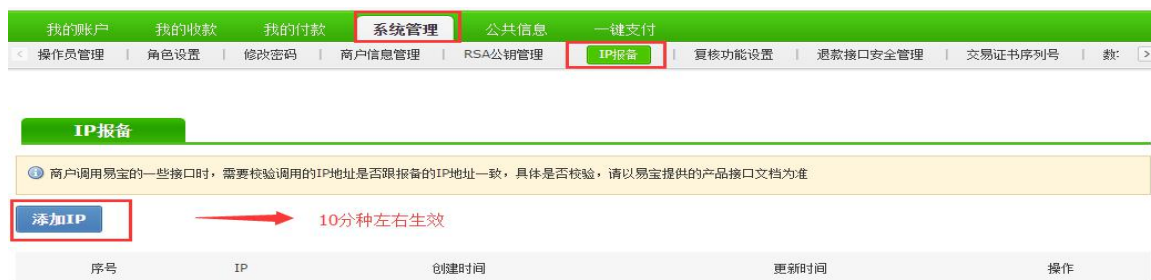 我的账户 我的收款 我的付款 系统管理 公共信息 一键支付
< 操作员管理 | 角色设置 | 修改密码 | 商户信息管理 | RSA公钥管理 IP报备 | 复核功能设置 | 退款接口安全管理 | 交易证书序列号 | 数: >
IP报备
商户调用易宝的一些接口时，需要校验调用的IP地址是否跟报备的IP地址一致，具体是否校验，请以易宝提供的产品接口文档为准
添加IP 10分种左右生效
序号 IP 创建时间 更新时间 操作